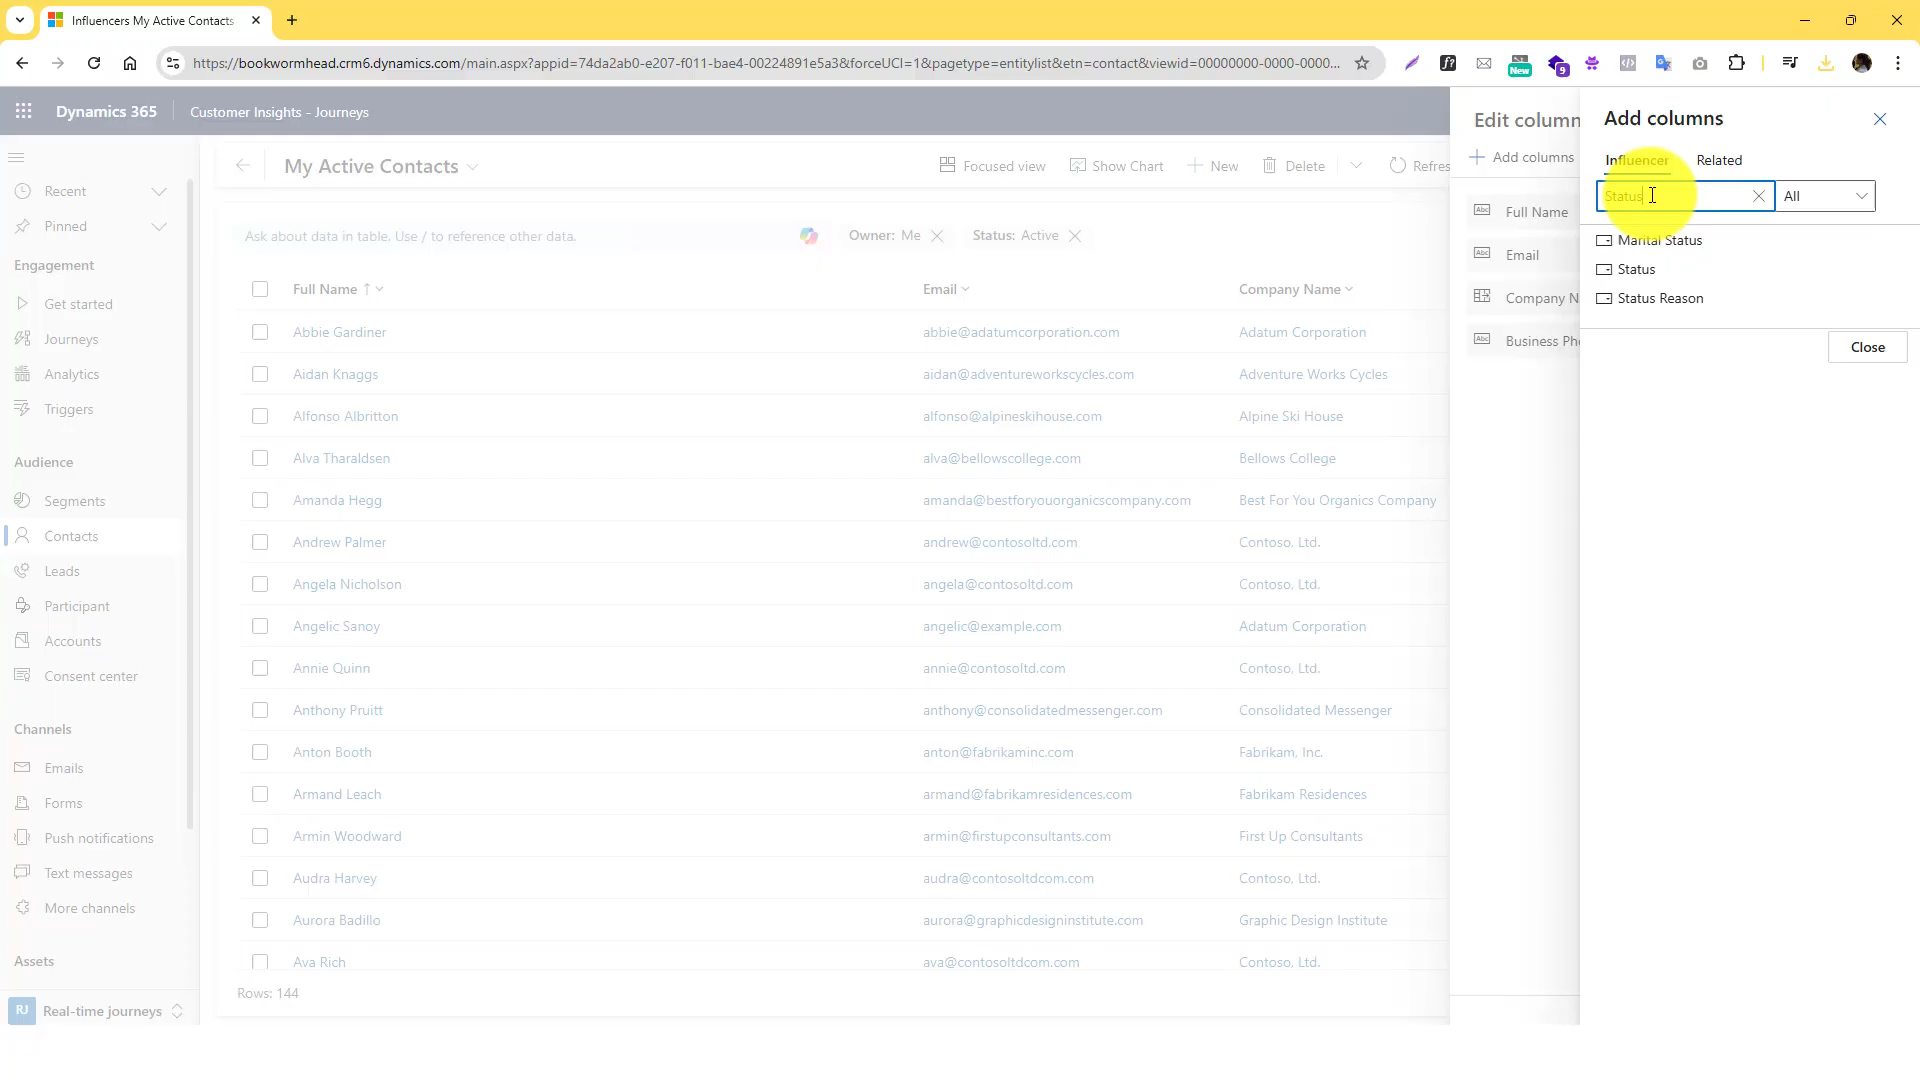 Influencers My Active Contacts
https://bookwormhead.crm6.dynamics.com/main.aspx?appid=74da2ab0-e207-f011-bae4-00224891e5a3&forceUCI=1&pagetype=entitylist&etn=contact&viewid=00000000-0000-0000...
New
9
Dynamics 365
Customer Insights - Journeys
Recent
Pinned
Engagement
Get started
Journeys
Analytics
Triggers
Audience
Segments
Contacts
Leads
Participant
Accounts
Consent center
Channels
Emails
Forms
Push notifications
Text messages
More channels
Assets
RJ Real-time journeys
My Active Contacts
Focused view
Show Chart
New
Delete
Refres
Ask about data in table. Use / to reference other data.
Owner: Me
Status: Active
Full Name
Email
Company Name
Abbie Gardiner abbie@adatumcorporation.com Adatum Corporation
Aidan Knaggs aidan@adventureworkscycles.com Adventure Works Cycles
Alfonso Albritton alfonso@alpineskihouse.com Alpine Ski House
Alva Tharaldsen alva@bellowscollege.com Bellows College
Amanda Hegg amanda@bestforyouorganicscompany.com Best For You Organics Company
Andrew Palmer andrew@contosoltd.com Contoso, Ltd.
Angela Nicholson angela@contosoltd.com Contoso, Ltd.
Angelic Sanoy angelic@example.com Adatum Corporation
Annie Quinn annie@contosoltd.com Contoso, Ltd.
Anthony Pruitt anthony@consolidatedmessenger.com Consolidated Messenger
Anton Booth anton@fabrikaminc.com Fabrikam, Inc.
Armand Leach armand@fabrikamresidences.com Fabrikam Residences
Armin Woodward armin@firstupconsultants.com First Up Consultants
Audra Harvey audra@contosoltdcom.com Contoso, Ltd.
Aurora Badillo aurora@graphicdesigninstitute.com Graphic Design Institute
Ava Rich ava@contosoltdcom.com Contoso, Ltd.
Rows: 144
Edit column
Add columns
Abc Full Name
Abc Email
Company N
Abc Business Pho
Add columns
Influencer
Related
Status
All
Marital Status
Status
Status Reason
Close